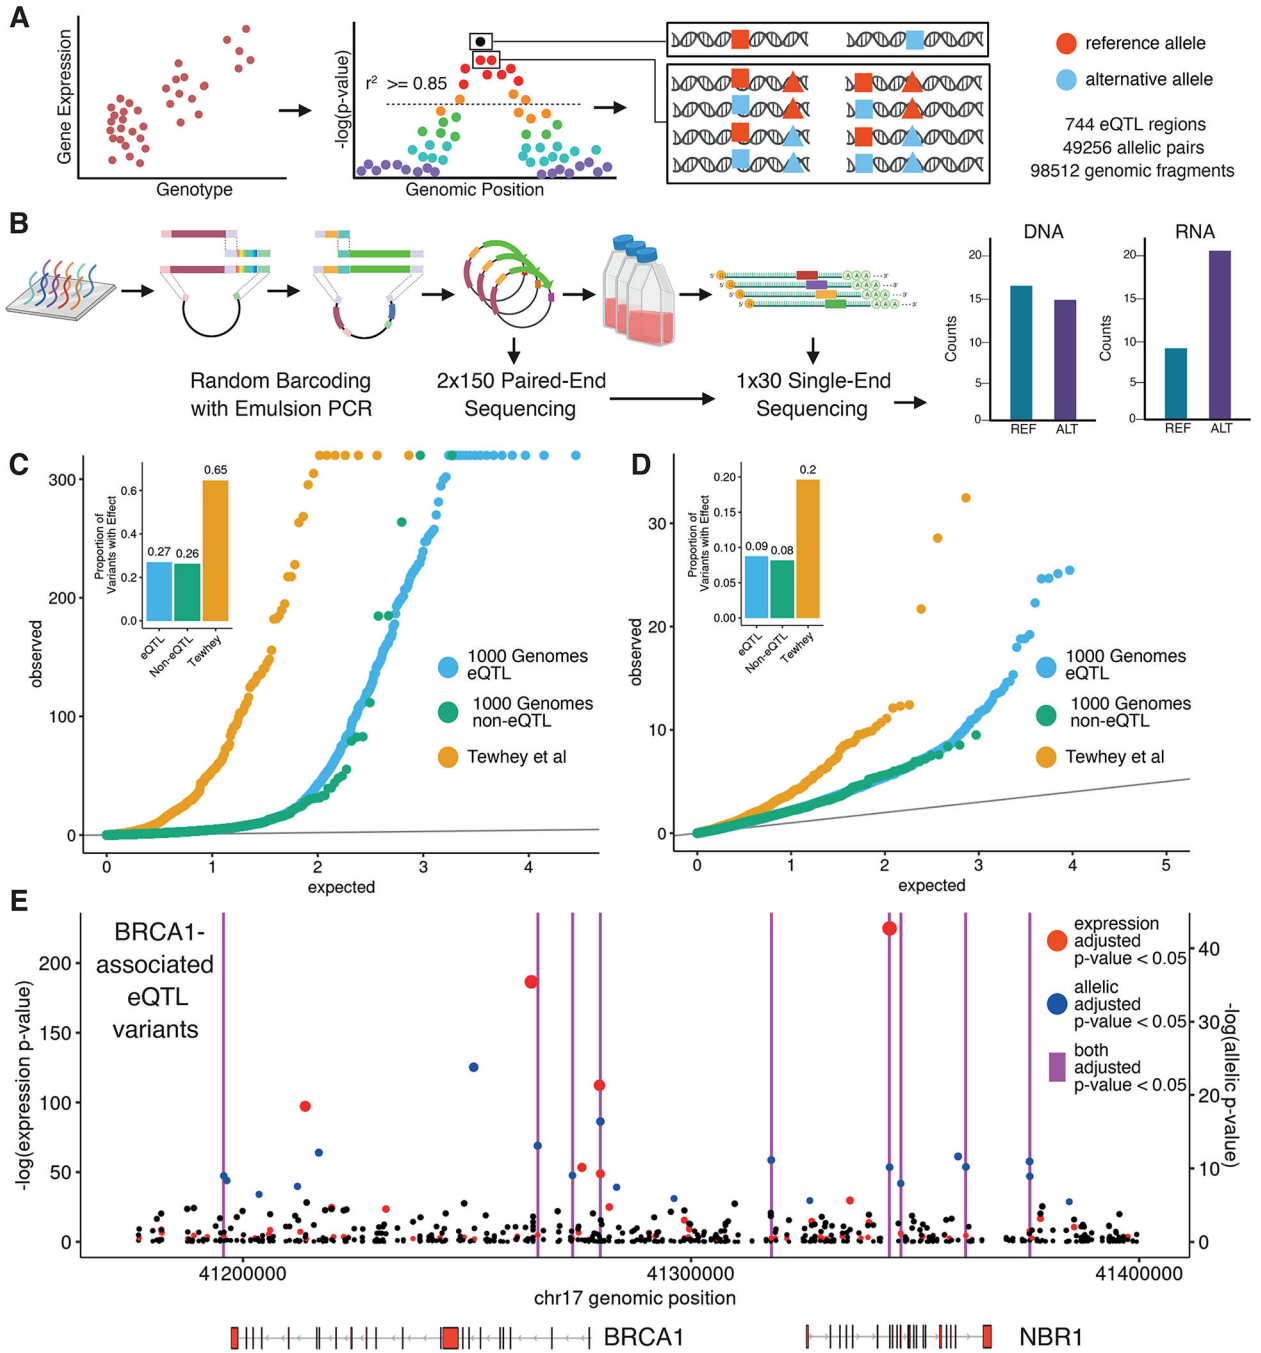 A
Gene Expression
Genotype
-log(p-value)
r² >= 0.85
Genomic Position
reference allele
alternative allele
744 eQTL regions
49256 allelic pairs
98512 genomic fragments
B
Random Barcoding
with Emulsion PCR
2x150 Paired-End
Sequencing
1x30 Single-End
Sequencing
DNA
Counts
20
15
10
5
0
REF ALT
RNA
Counts
20
15
10
5
0
REF ALT
C
observed
300
200
100
0
0 1 2 3 4
expected
Proportion of
Variants with Effect
0.6
0.4
0.2
0.0
0.27 0.26 0.65
eQTL
Non-eQTL
Tewhey
1000 Genomes
eQTL
1000 Genomes
non-eQTL
Tewhey et al
D
observed
30
20
10
0
0 1 2 3 4 5
expected
Proportion of
Variants with Effect
0.20
0.15
0.10
0.05
0.00
0.09 0.08 0.2
eQTL
Non-eQTL
Tewhey
1000 Genomes
eQTL
1000 Genomes
non-eQTL
Tewhey et al
E
BRCA1-
associated
eQTL
variants
-log(expression p-value)
200
150
100
50
0
expression
adjusted
p-value < 0.05
allelic
adjusted
p-value < 0.05
both
adjusted
p-value < 0.05
40
30
20
10
0
-log(allelic p-value)
41200000 41300000 41400000
chr17 genomic position
BRCA1 NBR1